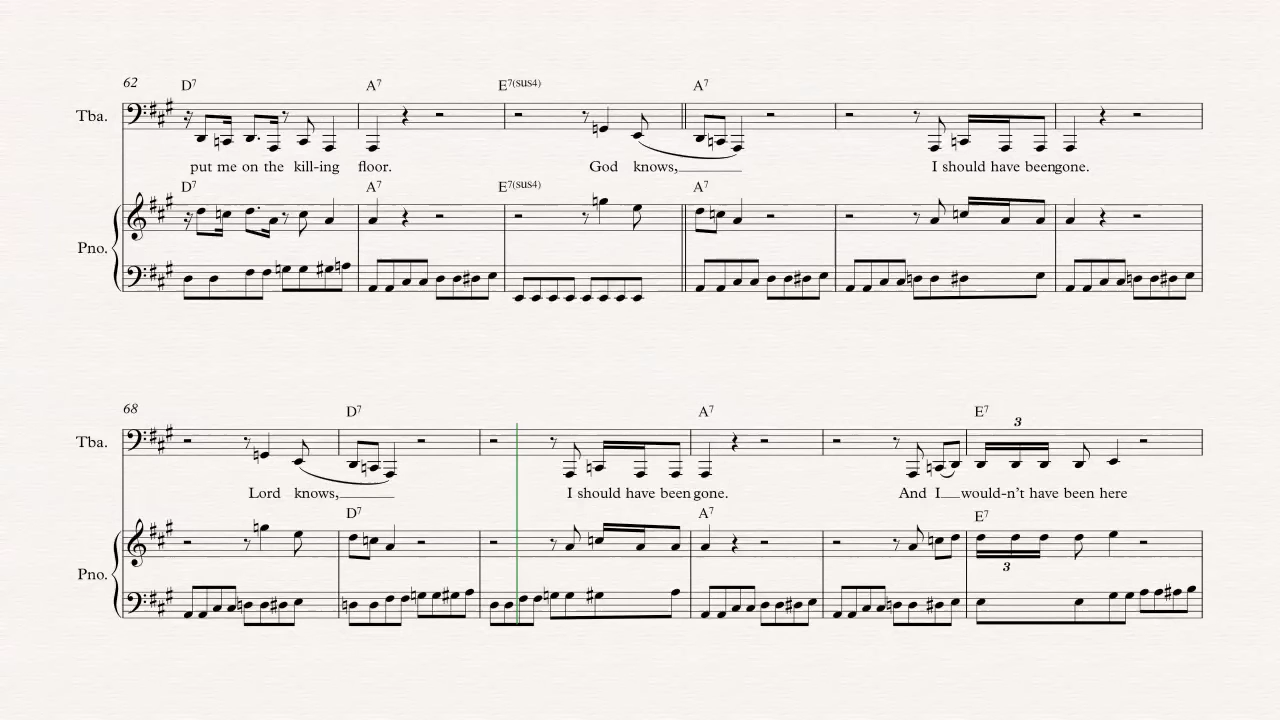 62
D7 A7 E7(sus4) A7
Tba.
put me on the kill-ing floor. God knows, I should have been gone.
D7 A7 E7(sus4) A7
Pno.
68
D7 A7 E7
3
Tba.
Lord knows, I should have been gone. And I would-n't have been here
D7 A7 E7
Pno.
3